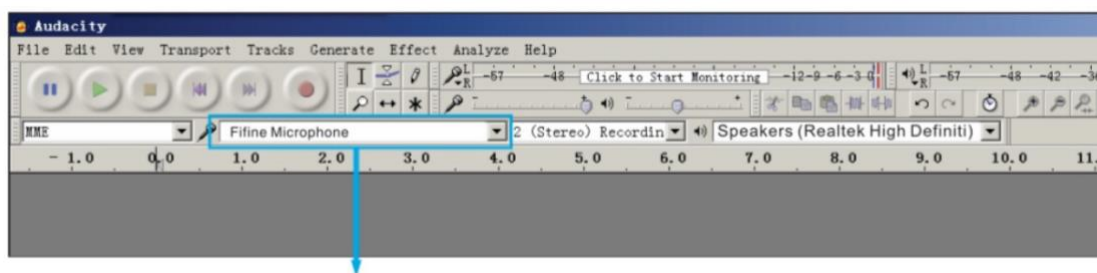 Audacity
File Edit View Transport Tracks Generate Effect Analyze Help
L R -57 -48 Click to Start Monitoring -12 -9 -6 -3 0 L R -57 -48 -42
MME Fifine Microphone 2 (Stereo) Recordin Speakers (Realtek High Definiti)
- 1.0 0.0 1.0 2.0 3.0 4.0 5.0 6.0 7.0 8.0 9.0 10.0 11.